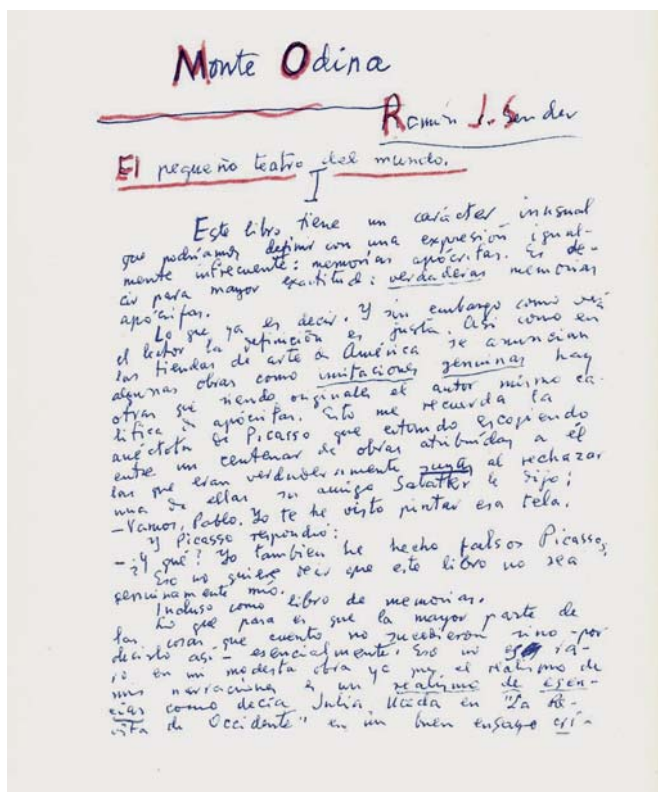 Monte Odina
Ramón J. Sender
El pequeño teatro del mundo.
I
Este libro tiene un carácter inusual
que podríamos definir con una expresión igual-
mente infrecuente: memorias apócrifas. Es de-
cir para mayor exactitud: verdaderas memorias
apócrifas.
Lo que ya es decir. Y sin embargo como verá
el lector la definición es justa. Así como en
las tiendas de arte en América se anuncian
algunas obras como imitaciones genuinas hay
otras que siendo originales el autor mismo ca-
lifica de apócrifas. Esto me recuerda la
anécdota de Picasso que estando escogiendo
entre un centenar de obras atribuidas a él
las que eran verdaderamente suyas al rechazar
una de ellas su amigo le dijo:
—Vamos, Pablo. Yo te he visto pintar esa tela.
Y Picasso respondió:
—¿Y qué? Yo tambien he hecho falsos Picassos.
Eso no quiere decir que este libro no sea
genuinamente mío.
Incluso como libro de memorias.
Lo que pasa es que la mayor parte de
las cosas que cuento no sucedieron sino -por
decirlo así- esencialmente. Eso no es ra-
ro en mi modesta obra ya que el realismo de
mis narraciones es un realismo de esen-
cias como decía Julia Uceda en "La Re-
vista de Occidente" en un buen ensayo crí-